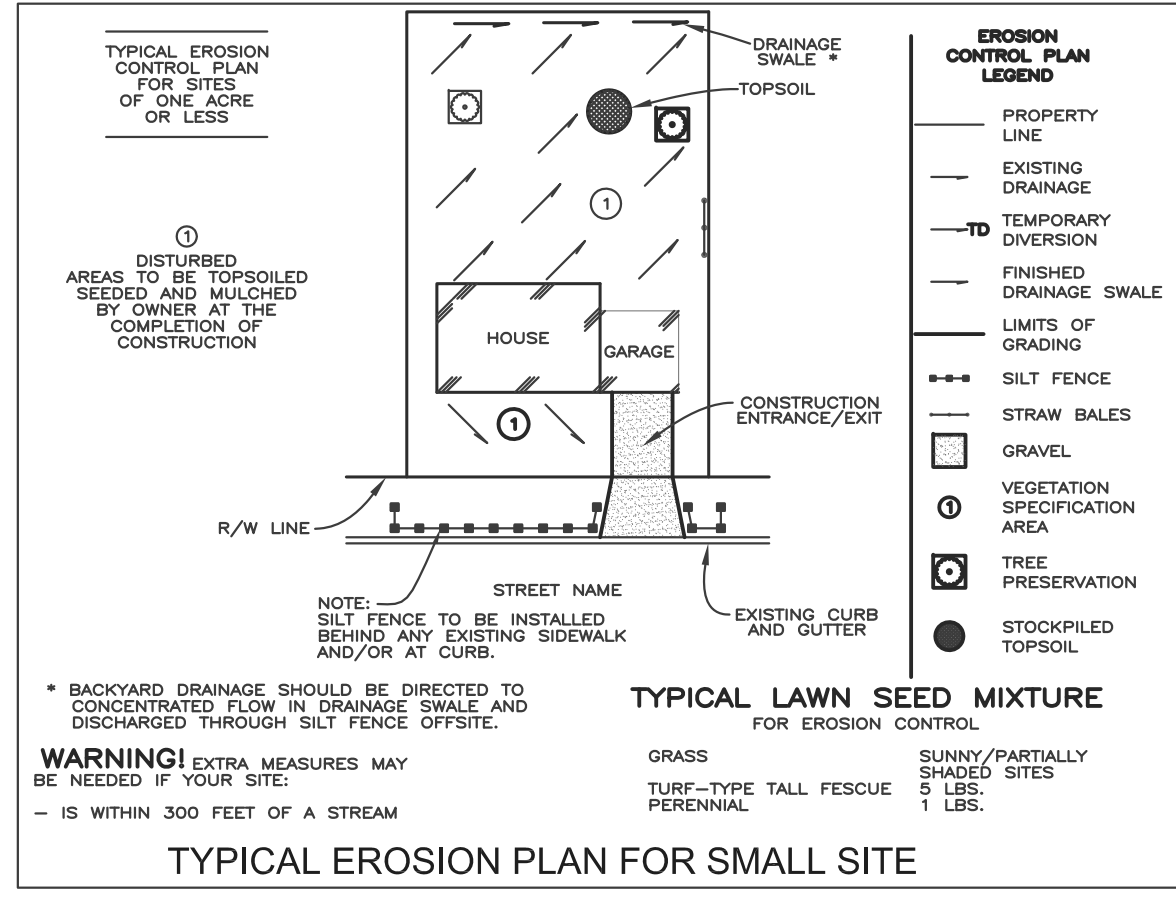 TYPICAL EROSION
CONTROL PLAN
FOR SITES
OF ONE ACRE
OR LESS
1
DISTURBED
AREAS TO BE TOPSOILED
SEEDED AND MULCHED
BY OWNER AT THE
COMPLETION OF
CONSTRUCTION
DRAINAGE
SWALE *
TOPSOIL
1
HOUSE
GARAGE
1
CONSTRUCTION
ENTRANCE/EXIT
R/W LINE
STREET NAME
NOTE:
SILT FENCE TO BE INSTALLED
BEHIND ANY EXISTING SIDEWALK
AND/OR AT CURB.
EXISTING CURB
AND GUTTER
EROSION
CONTROL PLAN
LEGEND
PROPERTY
LINE
EXISTING
DRAINAGE
TD
TEMPORARY
DIVERSION
FINISHED
DRAINAGE SWALE
LIMITS OF
GRADING
SILT FENCE
STRAW BALES
GRAVEL
1
VEGETATION
SPECIFICATION
AREA
TREE
PRESERVATION
STOCKPILED
TOPSOIL
* BACKYARD DRAINAGE SHOULD BE DIRECTED TO
CONCENTRATED FLOW IN DRAINAGE SWALE AND
DISCHARGED THROUGH SILT FENCE OFFSITE.
WARNING! EXTRA MEASURES MAY
BE NEEDED IF YOUR SITE:
– IS WITHIN 300 FEET OF A STREAM
TYPICAL LAWN SEED MIXTURE
FOR EROSION CONTROL
GRASS
SUNNY/PARTIALLY
SHADED SITES
TURF–TYPE TALL FESCUE 5 LBS.
PERENNIAL 1 LBS.
TYPICAL EROSION PLAN FOR SMALL SITE